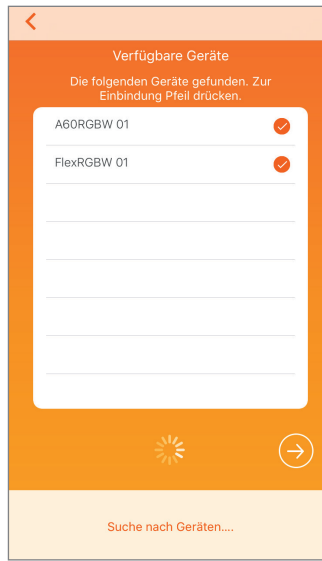 Verfügbare Geräte
Die folgenden Geräte gefunden. Zur
Einbindung Pfeil drücken.
A60RGBW 01
FlexRGBW 01
Suche nach Geräten....